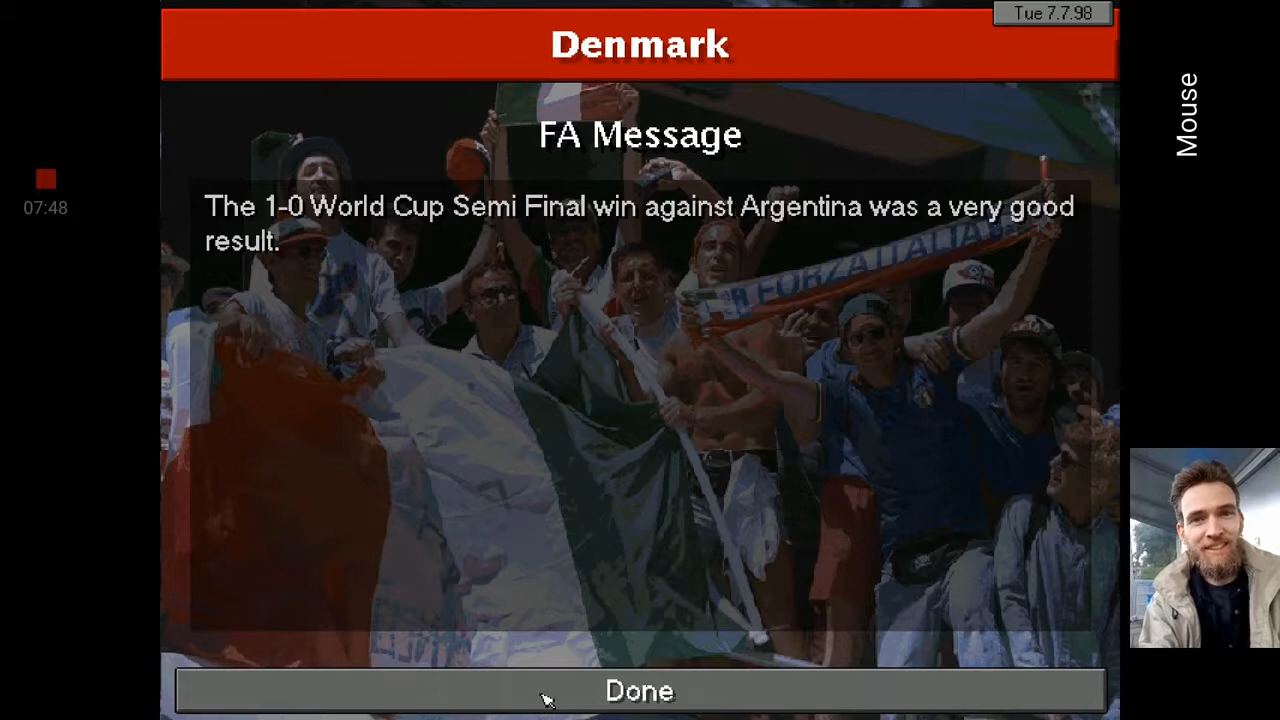 Tue 7.7.98
Denmark
Mouse
FA Message
The 1-0 World Cup Semi Final win against Argentina was a very good
result.
FORZA ITALIA
07:48
Done